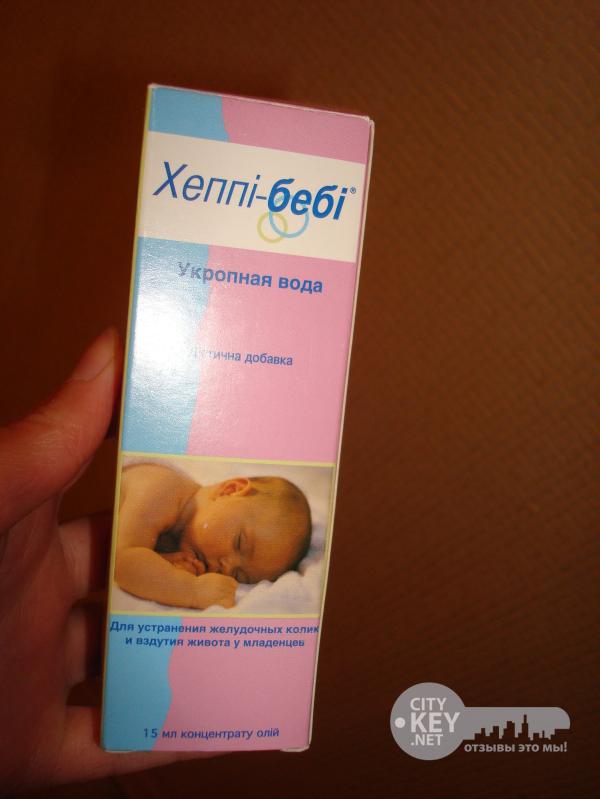 Хеппі-бебі®
Укропная вода
добавка
Для устранения желудочных колик
и вздутия живота у младенцев
15 мл концентрату олій
CITY
KEY
.NET
ОТЗЫВЫ ЭТО МЫ!